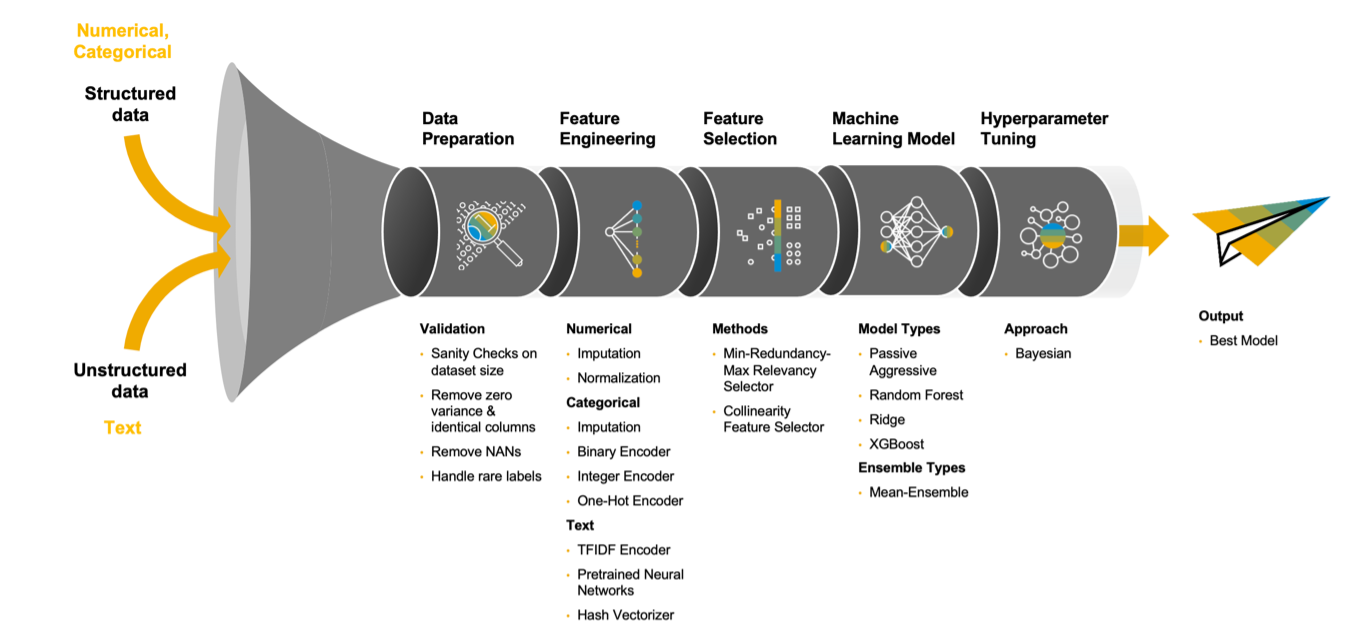 Numerical,
Categorical
Structured
data
Unstructured
data
Text
Data
Preparation
Validation
Sanity Checks on
dataset size
Remove zero
variance &
identical columns
Remove NANs
Handle rare labels
Feature
Engineering
Numerical
Imputation
Normalization
Categorical
Imputation
Binary Encoder
Integer Encoder
One-Hot Encoder
Text
TFIDF Encoder
Pretrained Neural
Networks
Hash Vectorizer
Feature
Selection
Methods
Min-Redundancy-
Max Relevancy
Selector
Collinearity
Feature Selector
Machine
Learning Model
Model Types
Passive
Aggressive
Random Forest
Ridge
XGBoost
Ensemble Types
Mean-Ensemble
Hyperparameter
Tuning
Approach
Bayesian
Output
Best Model